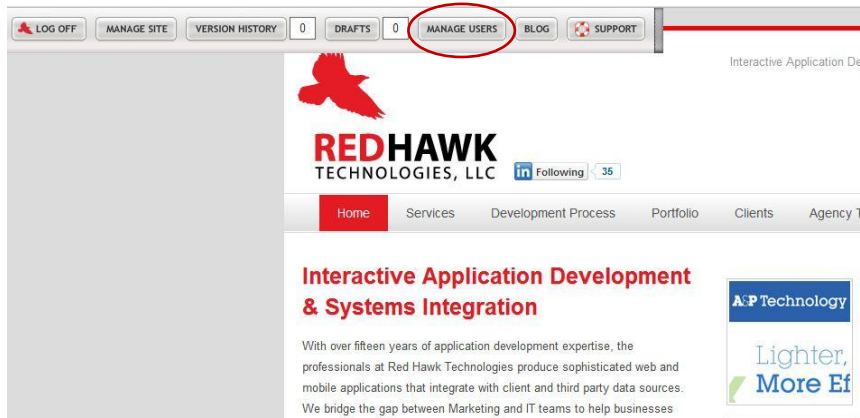 LOG OFF MANAGE SITE VERSION HISTORY 0 DRAFTS 0 MANAGE USERS BLOG SUPPORT
Interactive Application De
REDHAWK
TECHNOLOGIES, LLC
in Following 35
Home Services Development Process Portfolio Clients Agency T
Interactive Application Development
& Systems Integration
With over fifteen years of application development expertise, the
professionals at Red Hawk Technologies produce sophisticated web and
mobile applications that integrate with client and third party data sources.
We bridge the gap between Marketing and IT teams to help businesses
A&P Technology
Lighter,
More Ef